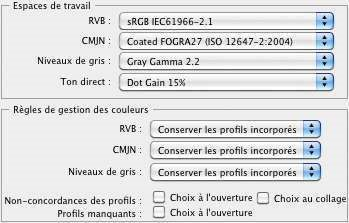 Espaces de travail
RVB : sRGB IEC61966-2.1
CMJN : Coated FOGRA27 (ISO 12647-2:2004)
Niveaux de gris : Gray Gamma 2.2
Ton direct : Dot Gain 15%
Règles de gestion des couleurs
RVB : Conserver les profils incorporés
CMJN : Conserver les profils incorporés
Niveaux de gris : Conserver les profils incorporés
Non-concordances des profils : Choix à l'ouverture Choix au collage
Profils manquants : Choix à l'ouverture